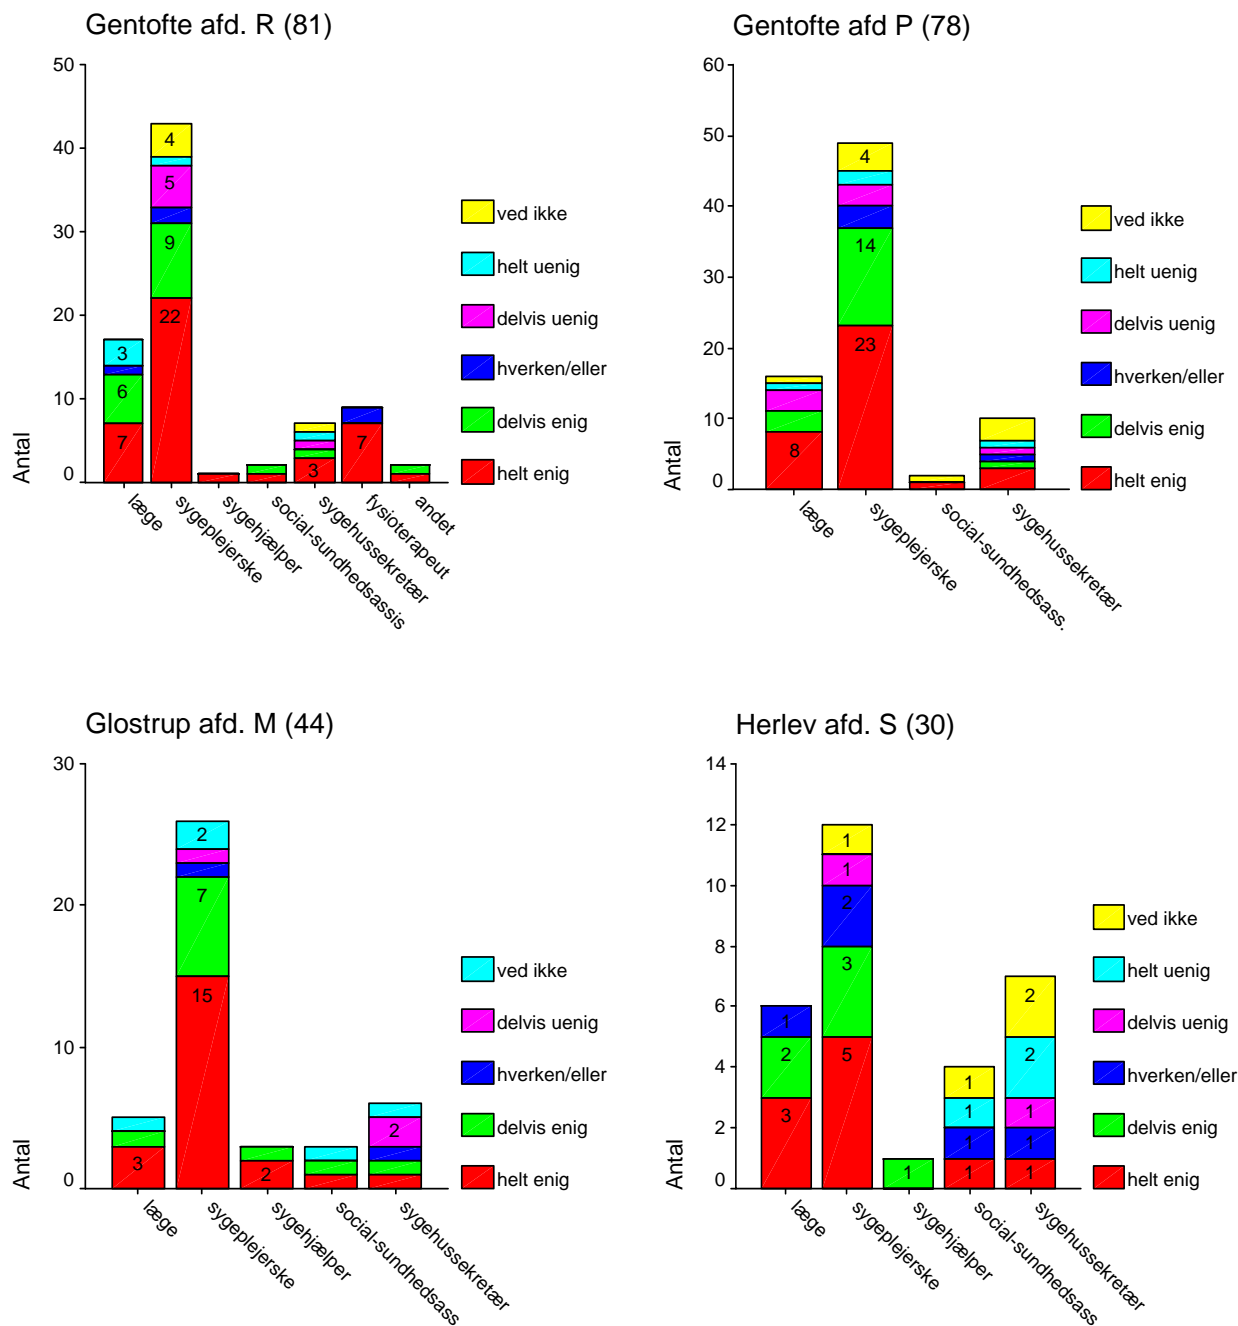 Gentofte afd. R (81)
50
40
30
20
10
0
Antal
4
5
9
22
3
6
7
3
7
læge
sygeplejerske
sygehjælper
social-sundhedsassis
sygehussekretær
fysioterapeut
andet
ved ikke
helt uenig
delvis uenig
hverken/eller
delvis enig
helt enig
Gentofte afd P (78)
60
50
40
30
20
10
0
Antal
4
14
23
8
læge
sygeplejerske
social-sundhedsass.
sygehussekretær
ved ikke
helt uenig
delvis uenig
hverken/eller
delvis enig
helt enig
Glostrup afd. M (44)
30
20
10
0
Antal
2
7
15
3
2
2
læge
sygeplejerske
sygehjælper
social-sundhedsass
sygehussekretær
ved ikke
delvis uenig
hverken/eller
delvis enig
helt enig
Herlev afd. S (30)
14
12
10
8
6
4
2
0
Antal
1
2
3
1
1
2
3
5
1
1
1
1
1
2
2
1
1
1
læge
sygeplejerske
sygehjælper
social-sundhedsass
sygehussekretær
ved ikke
helt uenig
delvis uenig
hverken/eller
delvis enig
helt enig